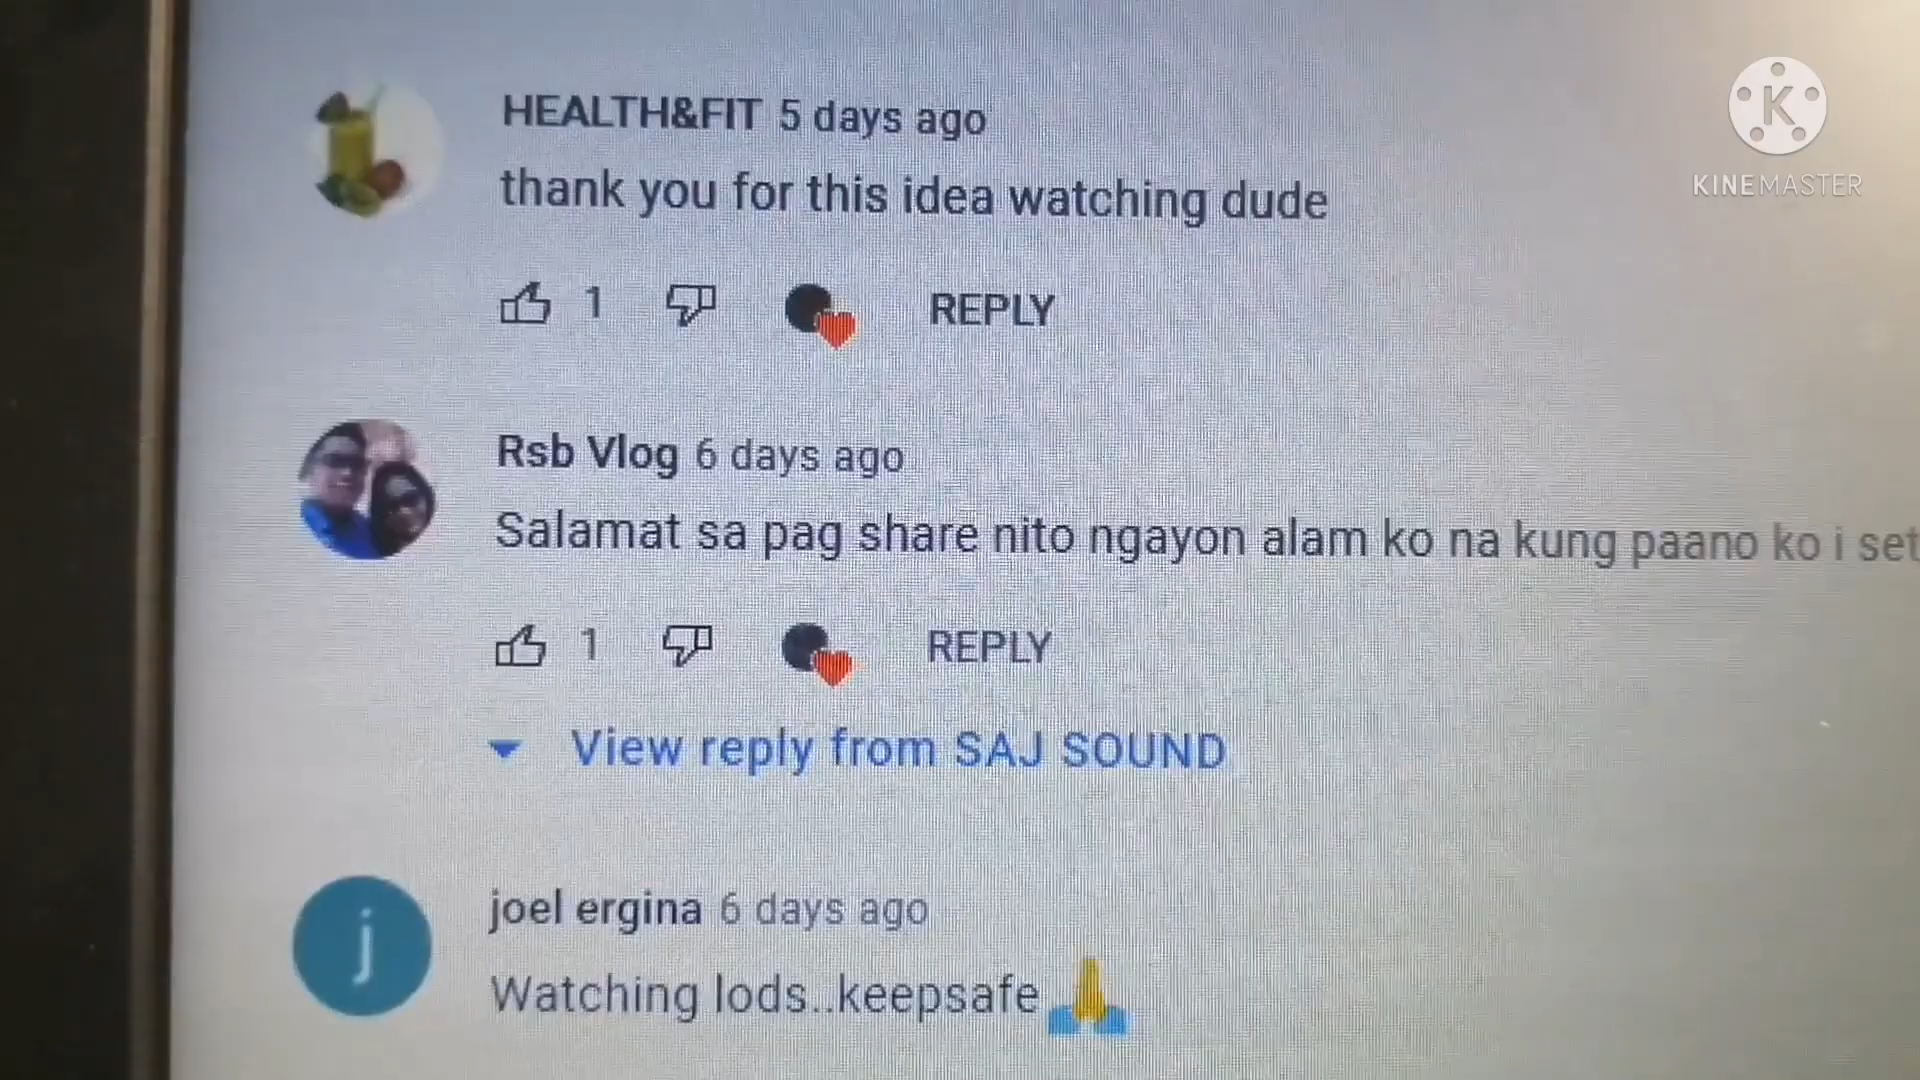 HEALTH&FIT 5 days ago
thank you for this idea watching dude
1 REPLY
Rsb Vlog 6 days ago
Salamat sa pag share nito ngayon alam ko na kung paano ko i set
1 REPLY
View reply from SAJ SOUND
j
joel ergina 6 days ago
Watching lods..keepsafe🙏
K
KINEMASTER